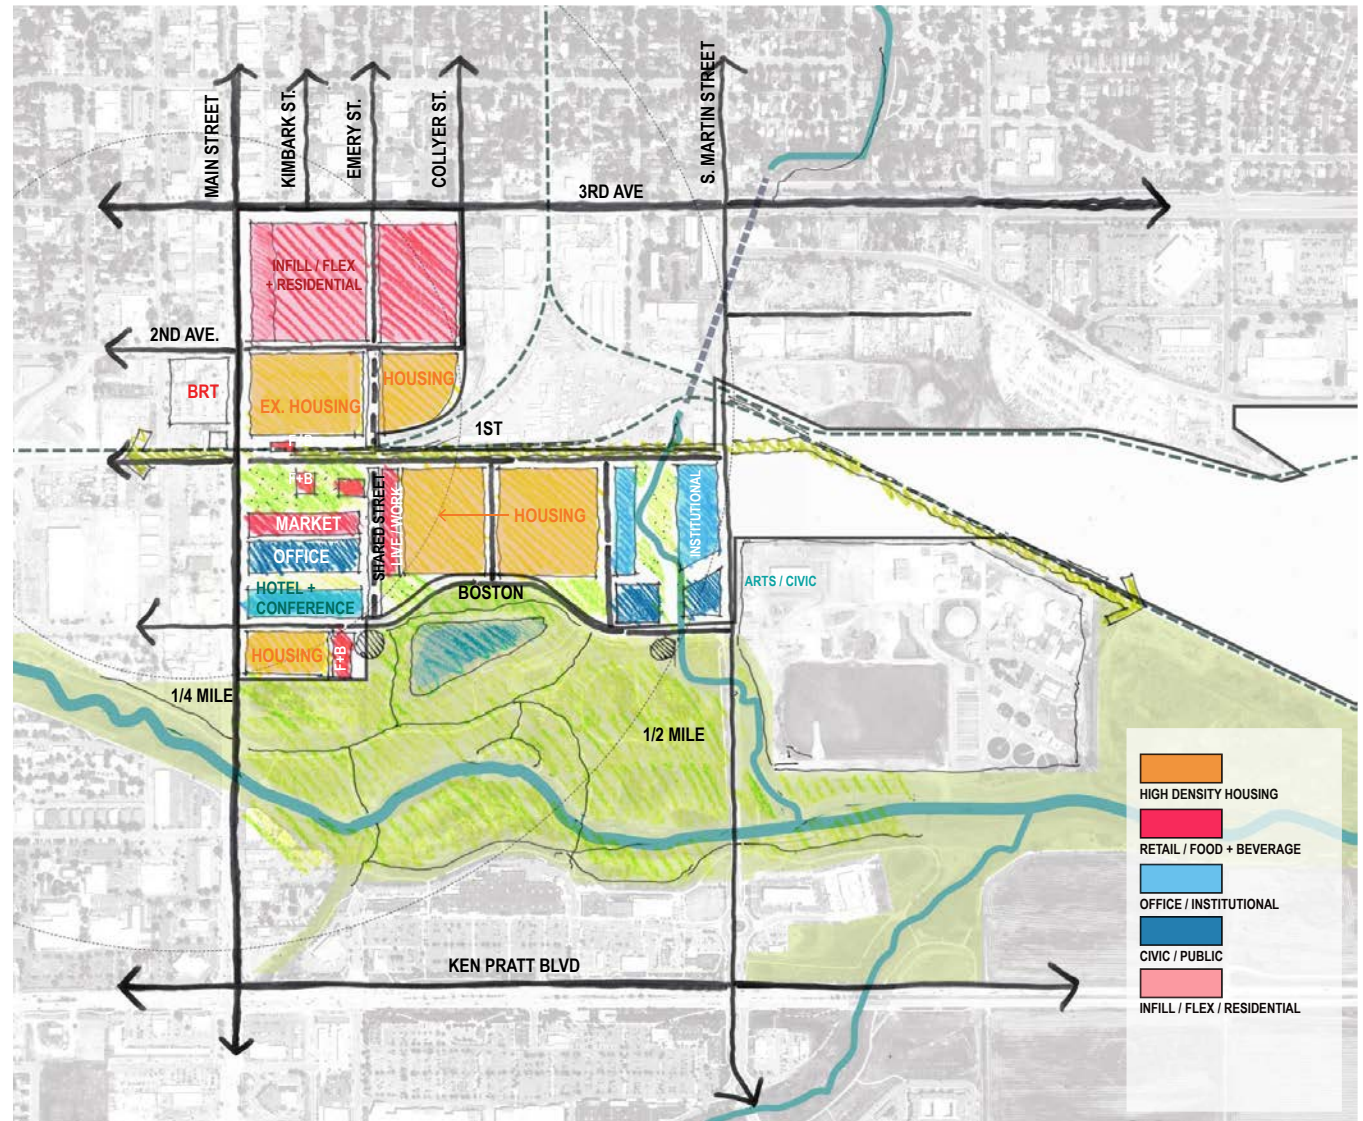 MAIN STREET
KIMBARK ST.
EMERY ST.
COLLYER ST.
S. MARTIN STREET
3RD AVE
INFILL / FLEX
+ RESIDENTIAL
2ND AVE.
BRT
EX. HOUSING
HOUSING
1ST
F+B
F+B
MARKET
OFFICE
HOTEL +
CONFERENCE
SHARED STREET
LIVE / WORK
HOUSING
INSTITUTIONAL
ARTS / CIVIC
BOSTON
HOUSING
F+B
1/4 MILE
1/2 MILE
KEN PRATT BLVD
HIGH DENSITY HOUSING
RETAIL / FOOD + BEVERAGE
OFFICE / INSTITUTIONAL
CIVIC / PUBLIC
INFILL / FLEX / RESIDENTIAL